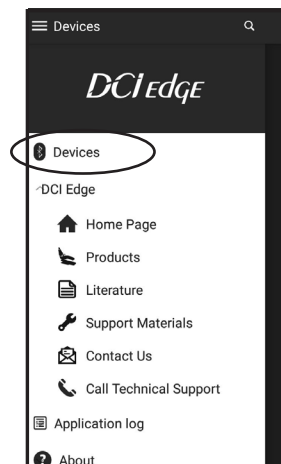 Devices
DCI EDGE
Devices
DCI Edge
Home Page
Products
Literature
Support Materials
Contact Us
Call Technical Support
Application log
About